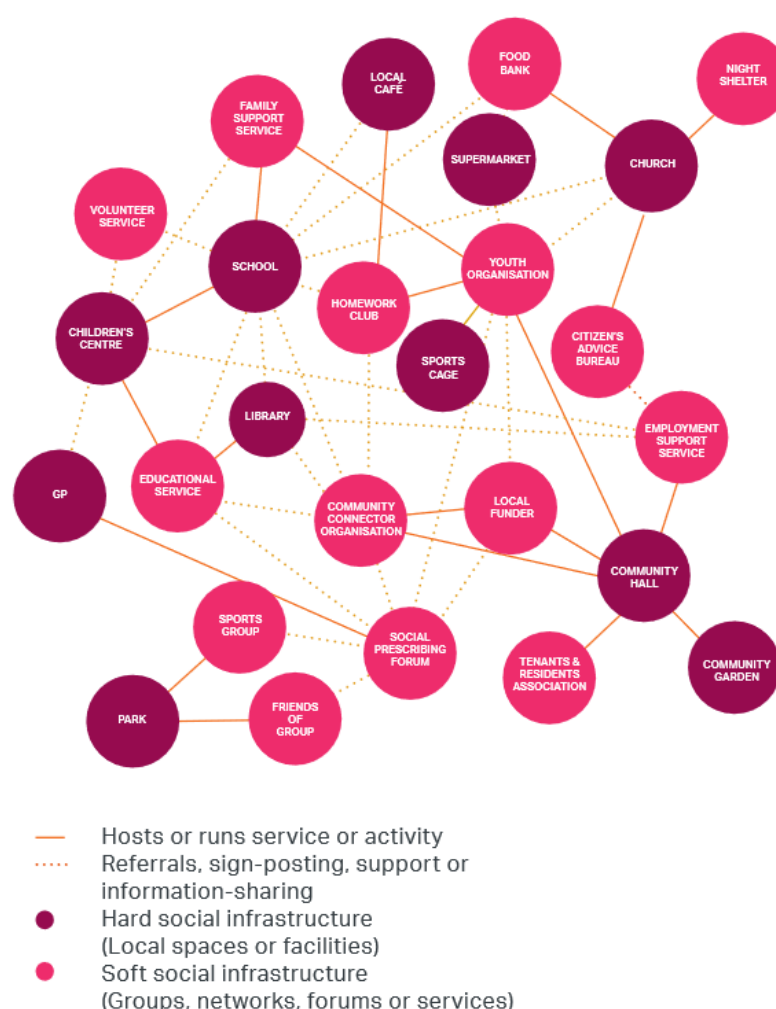 FOOD
BANK
NIGHT
SHELTER
LOCAL
CAFÉ
FAMILY
SUPPORT
SERVICE
SUPERMARKET
CHURCH
VOLUNTEER
SERVICE
SCHOOL
YOUTH
ORGANISATION
HOMEWORK
CLUB
CHILDREN'S
CENTRE
SPORTS
CAGE
CITIZEN'S
ADVICE
BUREAU
LIBRARY
EMPLOYMENT
SUPPORT
SERVICE
GP
EDUCATIONAL
SERVICE
COMMUNITY
CONNECTOR
ORGANISATION
LOCAL
FUNDER
COMMUNITY
HALL
SPORTS
GROUP
SOCIAL
PRESCRIBING
FORUM
TENANTS &
RESIDENTS
ASSOCIATION
COMMUNITY
GARDEN
PARK
FRIENDS
OF
GROUP
Hosts or runs service or activity
Referrals, sign-posting, support or
information-sharing
Hard social infrastructure
(Local spaces or facilities)
Soft social infrastructure
(Groups, networks, forums or services)